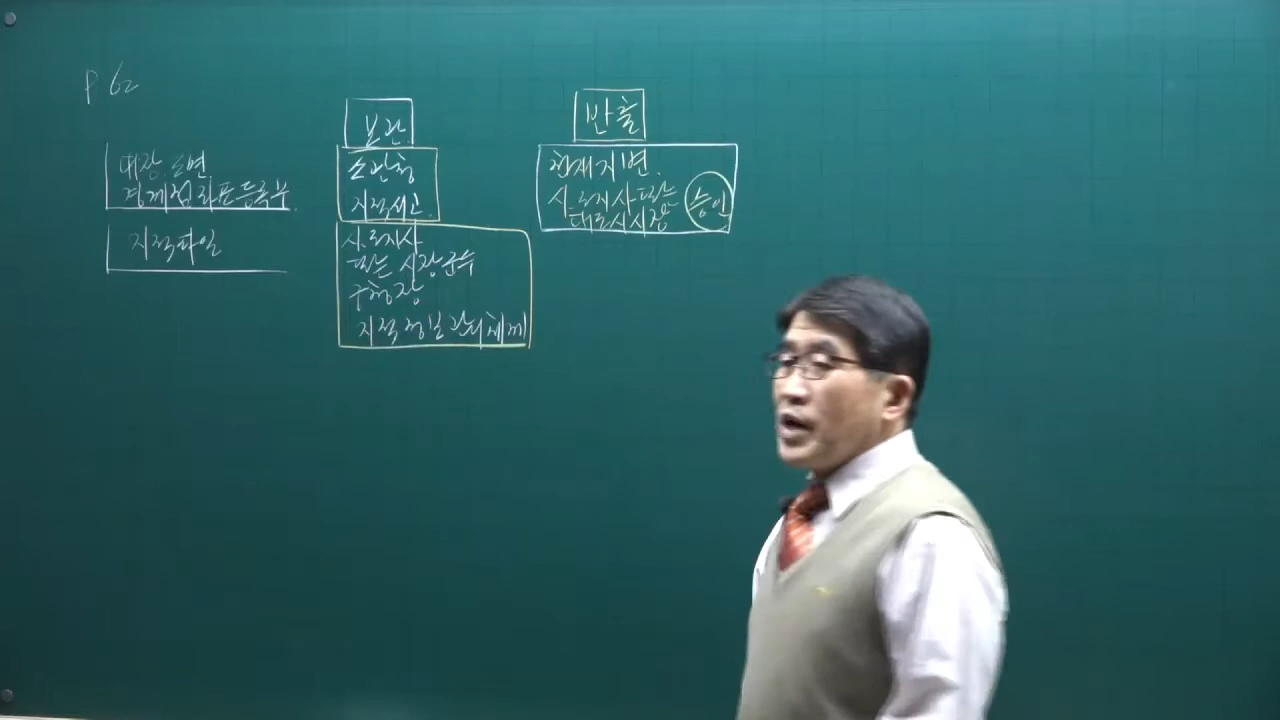 P 62
보관
반출
대장.도면
경계점좌표등록부
지적파일
소관청
지적서고
시.도지사
또는 시장군수
구청장
지적정보관리체계
천재지변.
시.도지사 또는
대도시시장
승인